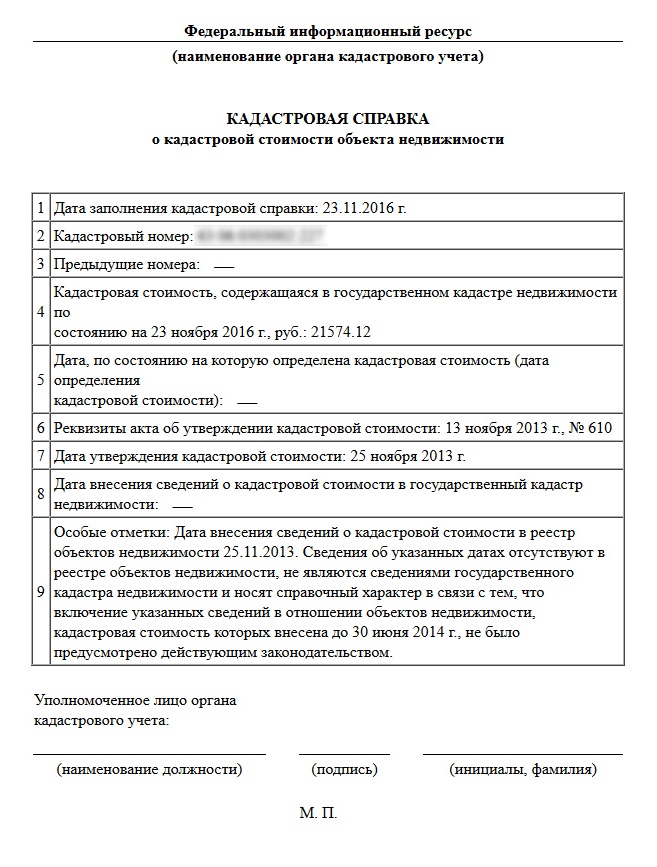 Федеральный информационный ресурс
(наименование органа кадастрового учета)
КАДАСТРОВАЯ СПРАВКА
о кадастровой стоимости объекта недвижимости
1 Дата заполнения кадастровой справки: 23.11.2016 г.
2 Кадастровый номер:
3 Предыдущие номера: —
Кадастровая стоимость, содержащаяся в государственном кадастре недвижимости
4 по
состоянию на 23 ноября 2016 г., руб.: 21574.12
Дата, по состоянию на которую определена кадастровая стоимость (дата
5 определения
кадастровой стоимости): —
6 Реквизиты акта об утверждении кадастровой стоимости: 13 ноября 2013 г., № 610
7 Дата утверждения кадастровой стоимости: 25 ноября 2013 г.
8 Дата внесения сведений о кадастровой стоимости в государственный кадастр
недвижимости: —
Особые отметки: Дата внесения сведений о кадастровой стоимости в реестр
объектов недвижимости 25.11.2013. Сведения об указанных датах отсутствуют в
реестре объектов недвижимости, не являются сведениями государственного
9 кадастра недвижимости и носят справочный характер в связи с тем, что
включение указанных сведений в отношении объектов недвижимости,
кадастровая стоимость которых внесена до 30 июня 2014 г., не было
предусмотрено действующим законодательством.
Уполномоченное лицо органа
кадастрового учета:
(наименование должности) (подпись) (инициалы, фамилия)
М. П.